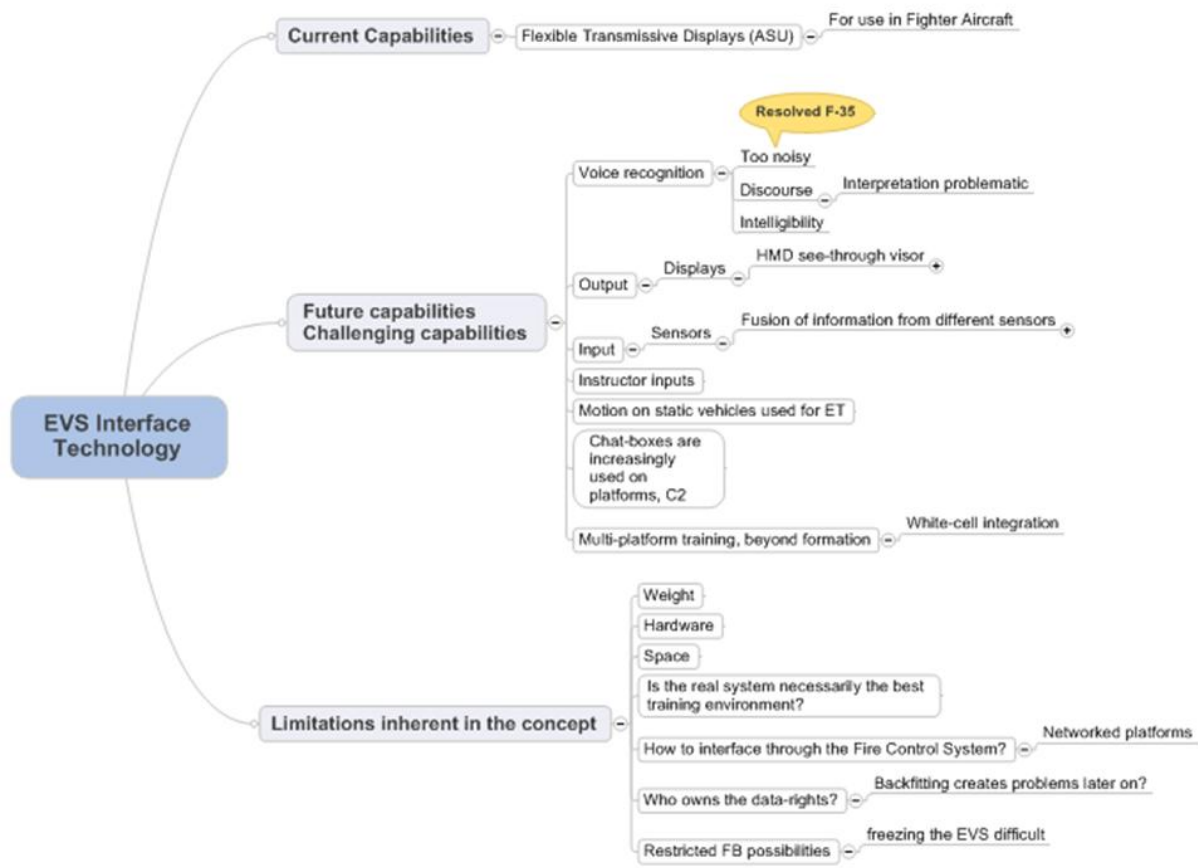 Current Capabilities
Flexible Transmissive Displays (ASU)
For use in Fighter Aircraft
Resolved F-35
Voice recognition
Too noisy
Discourse
Interpretation problematic
Intelligibility
Output
Displays
HMD see-through visor
Future capabilities
Challenging capabilities
Input
Sensors
Fusion of information from different sensors
Instructor inputs
Motion on static vehicles used for ET
Chat-boxes are
increasingly
used on
platforms, C2
Multi-platform training, beyond formation
White-cell integration
EVS Interface
Technology
Limitations inherent in the concept
Weight
Hardware
Space
Is the real system necessarily the best
training environment?
How to interface through the Fire Control System?
Networked platforms
Who owns the data-rights?
Backfitting creates problems later on?
Restricted FB possibilities
freezing the EVS difficult